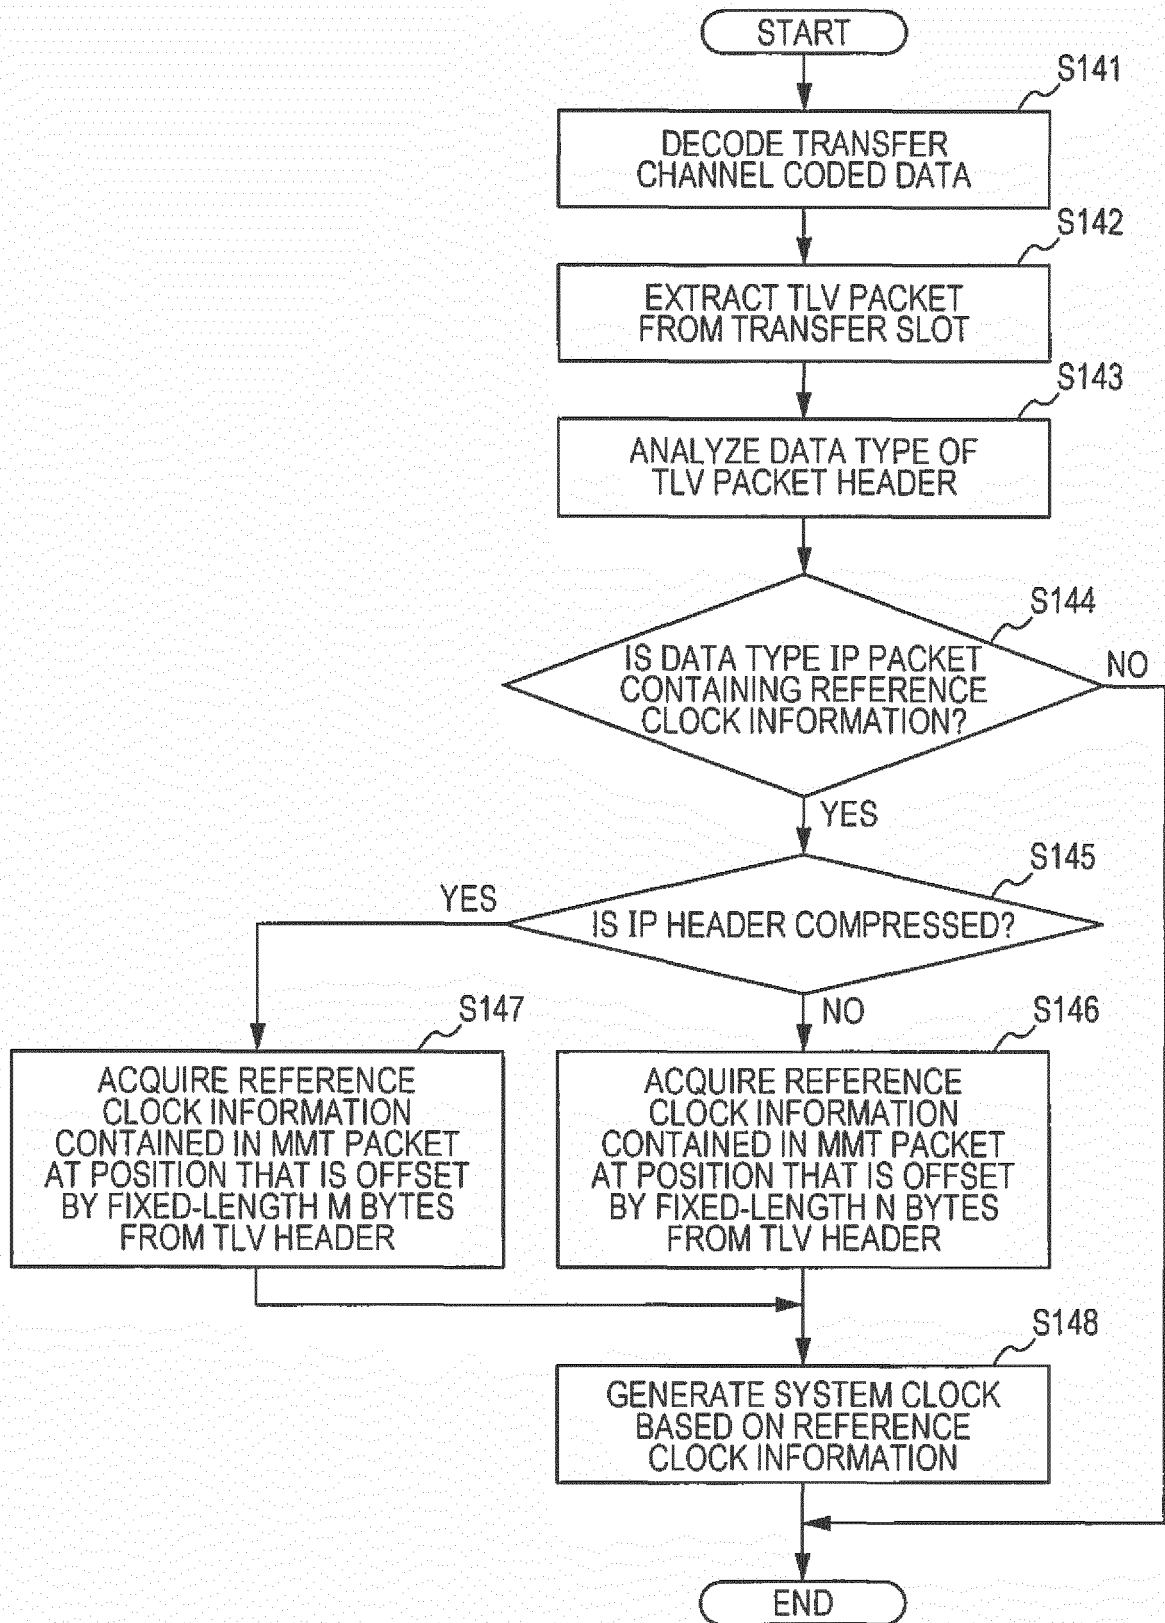 START
S141
DECODE TRANSFER
CHANNEL CODED DATA
S142
EXTRACT TLV PACKET
FROM TRANSFER SLOT
S143
ANALYZE DATA TYPE OF
TLV PACKET HEADER
S144
IS DATA TYPE IP PACKET
CONTAINING REFERENCE
CLOCK INFORMATION?
NO
YES
S145
YES
IS IP HEADER COMPRESSED?
NO
S147
ACQUIRE REFERENCE
CLOCK INFORMATION
CONTAINED IN MMT PACKET
AT POSITION THAT IS OFFSET
BY FIXED-LENGTH M BYTES
FROM TLV HEADER
S146
ACQUIRE REFERENCE
CLOCK INFORMATION
CONTAINED IN MMT PACKET
AT POSITION THAT IS OFFSET
BY FIXED-LENGTH N BYTES
FROM TLV HEADER
S148
GENERATE SYSTEM CLOCK
BASED ON REFERENCE
CLOCK INFORMATION
END